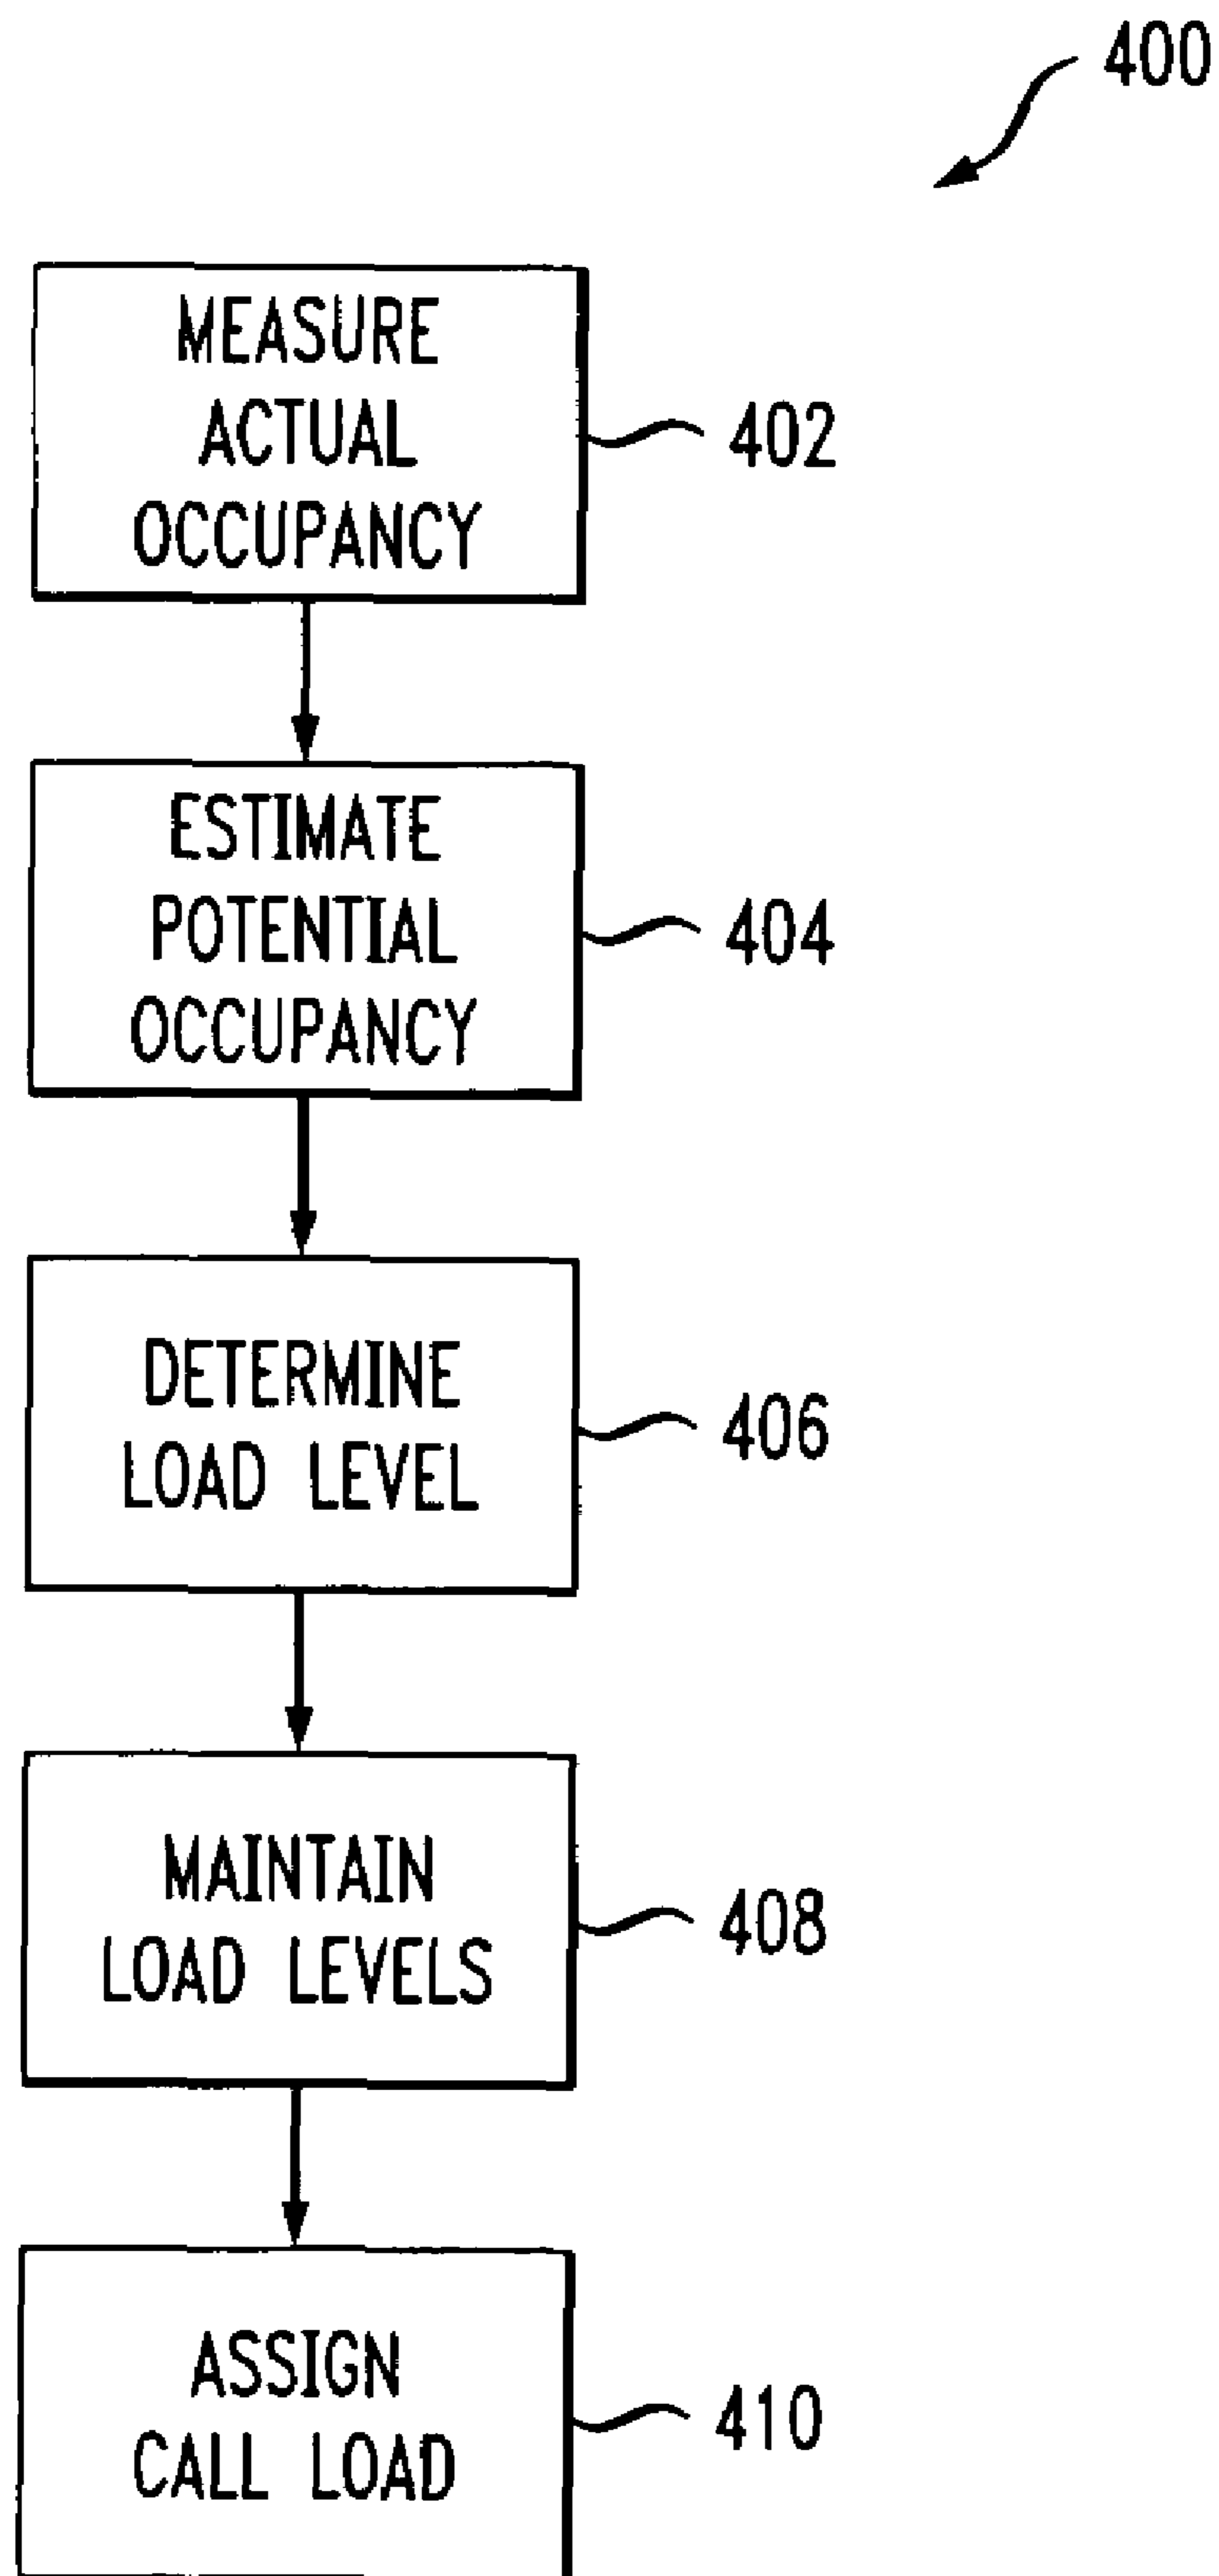 400
MEASURE
ACTUAL
OCCUPANCY
402
ESTIMATE
POTENTIAL
OCCUPANCY
404
DETERMINE
LOAD LEVEL
406
MAINTAIN
LOAD LEVELS
408
ASSIGN
CALL LOAD
410